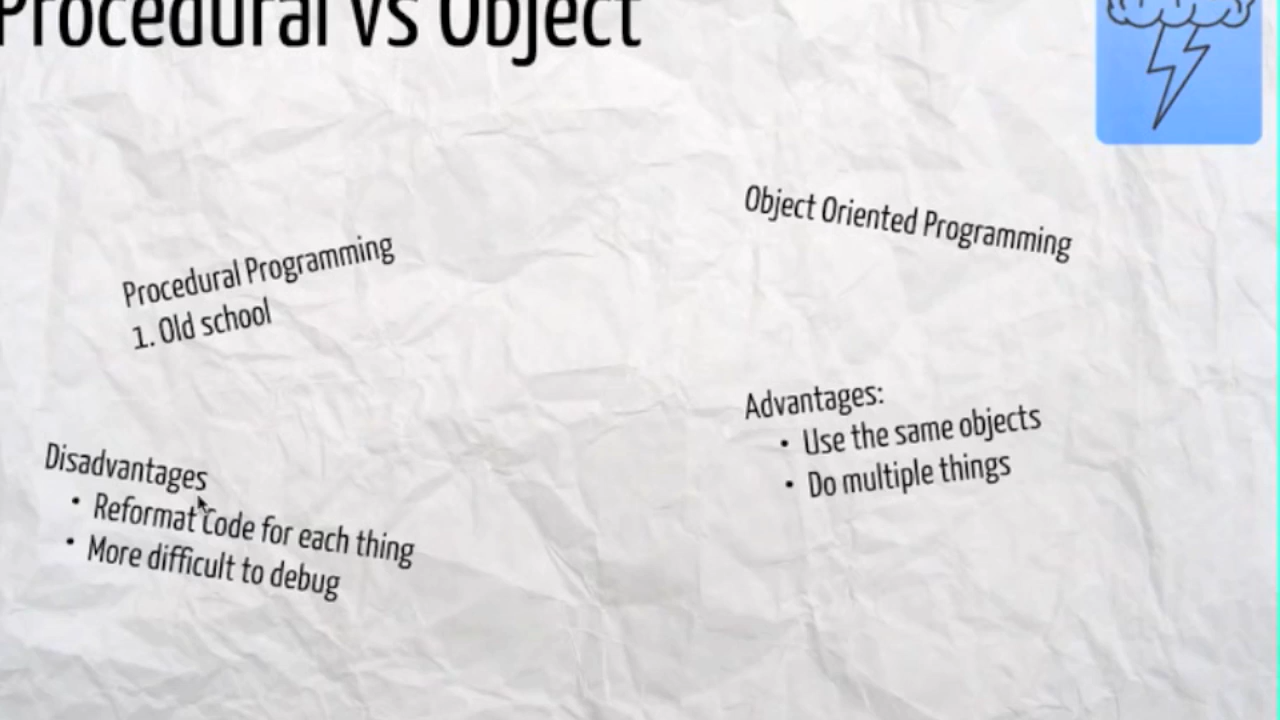 Procedural vs Object
Procedural Programming
1. Old school
Disadvantages
• Reformat Code for each thing
• More difficult to debug
Object Oriented Programming
Advantages:
• Use the same objects
• Do multiple things